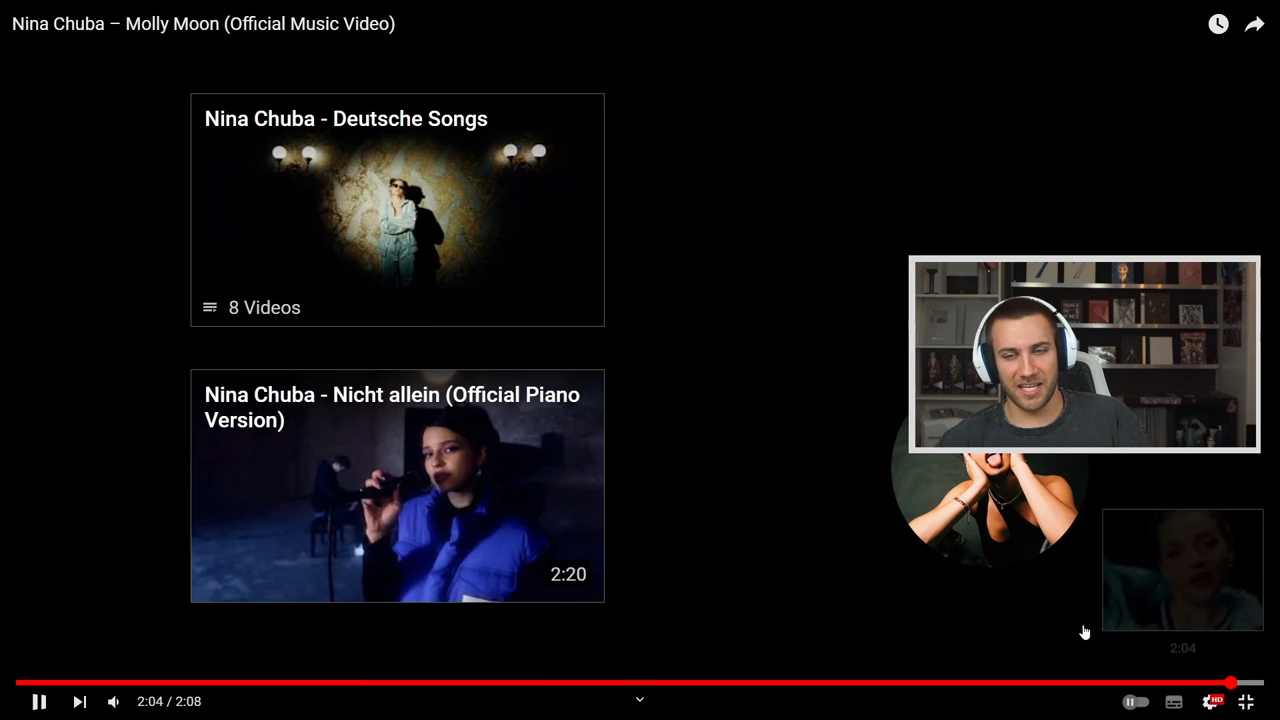 Nina Chuba – Molly Moon (Official Music Video)
Nina Chuba - Deutsche Songs
8 Videos
Nina Chuba - Nicht allein (Official Piano
Version)
2:20
2:04
2:04 / 2:08
HD